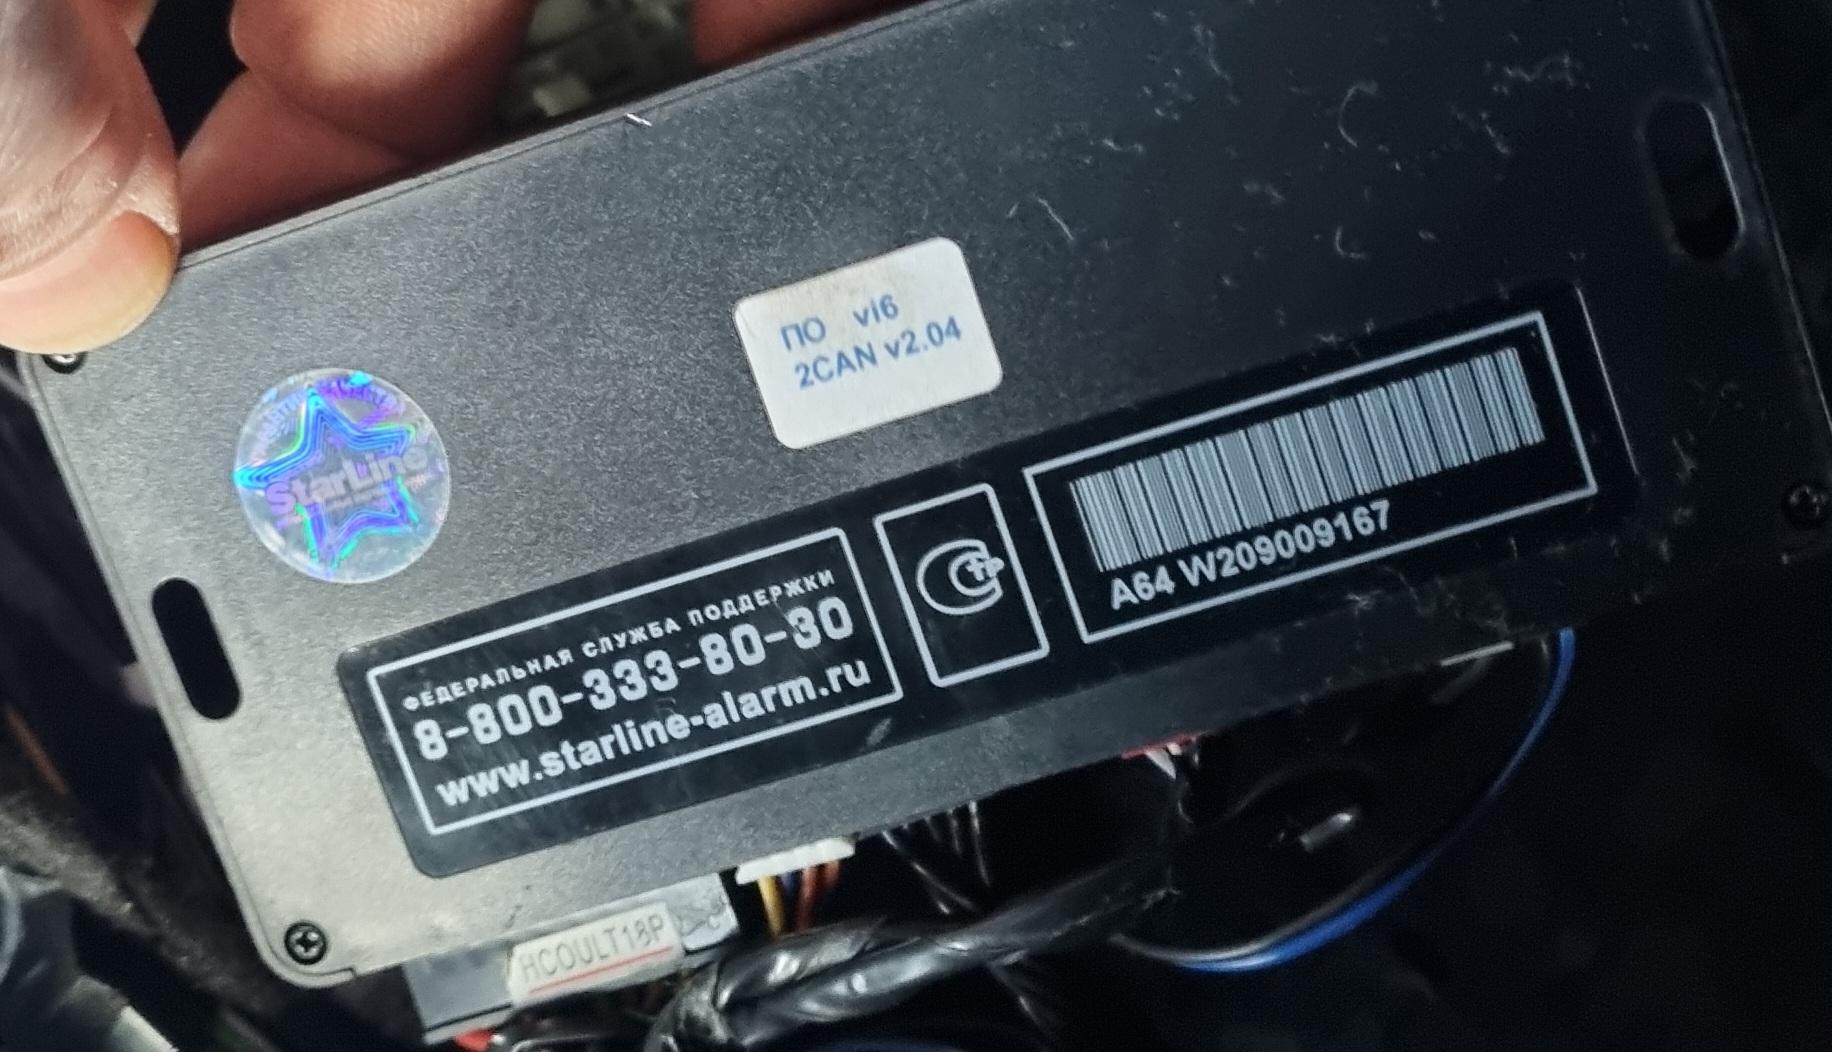 ПО vi6
2CAN v2.04
StarLine
ФЕДЕРАЛЬНАЯ СЛУЖБА ПОДДЕРЖКИ
8-800-333-80-30
www.starline-alarm.ru
A64 W209009167
HCOULT18P